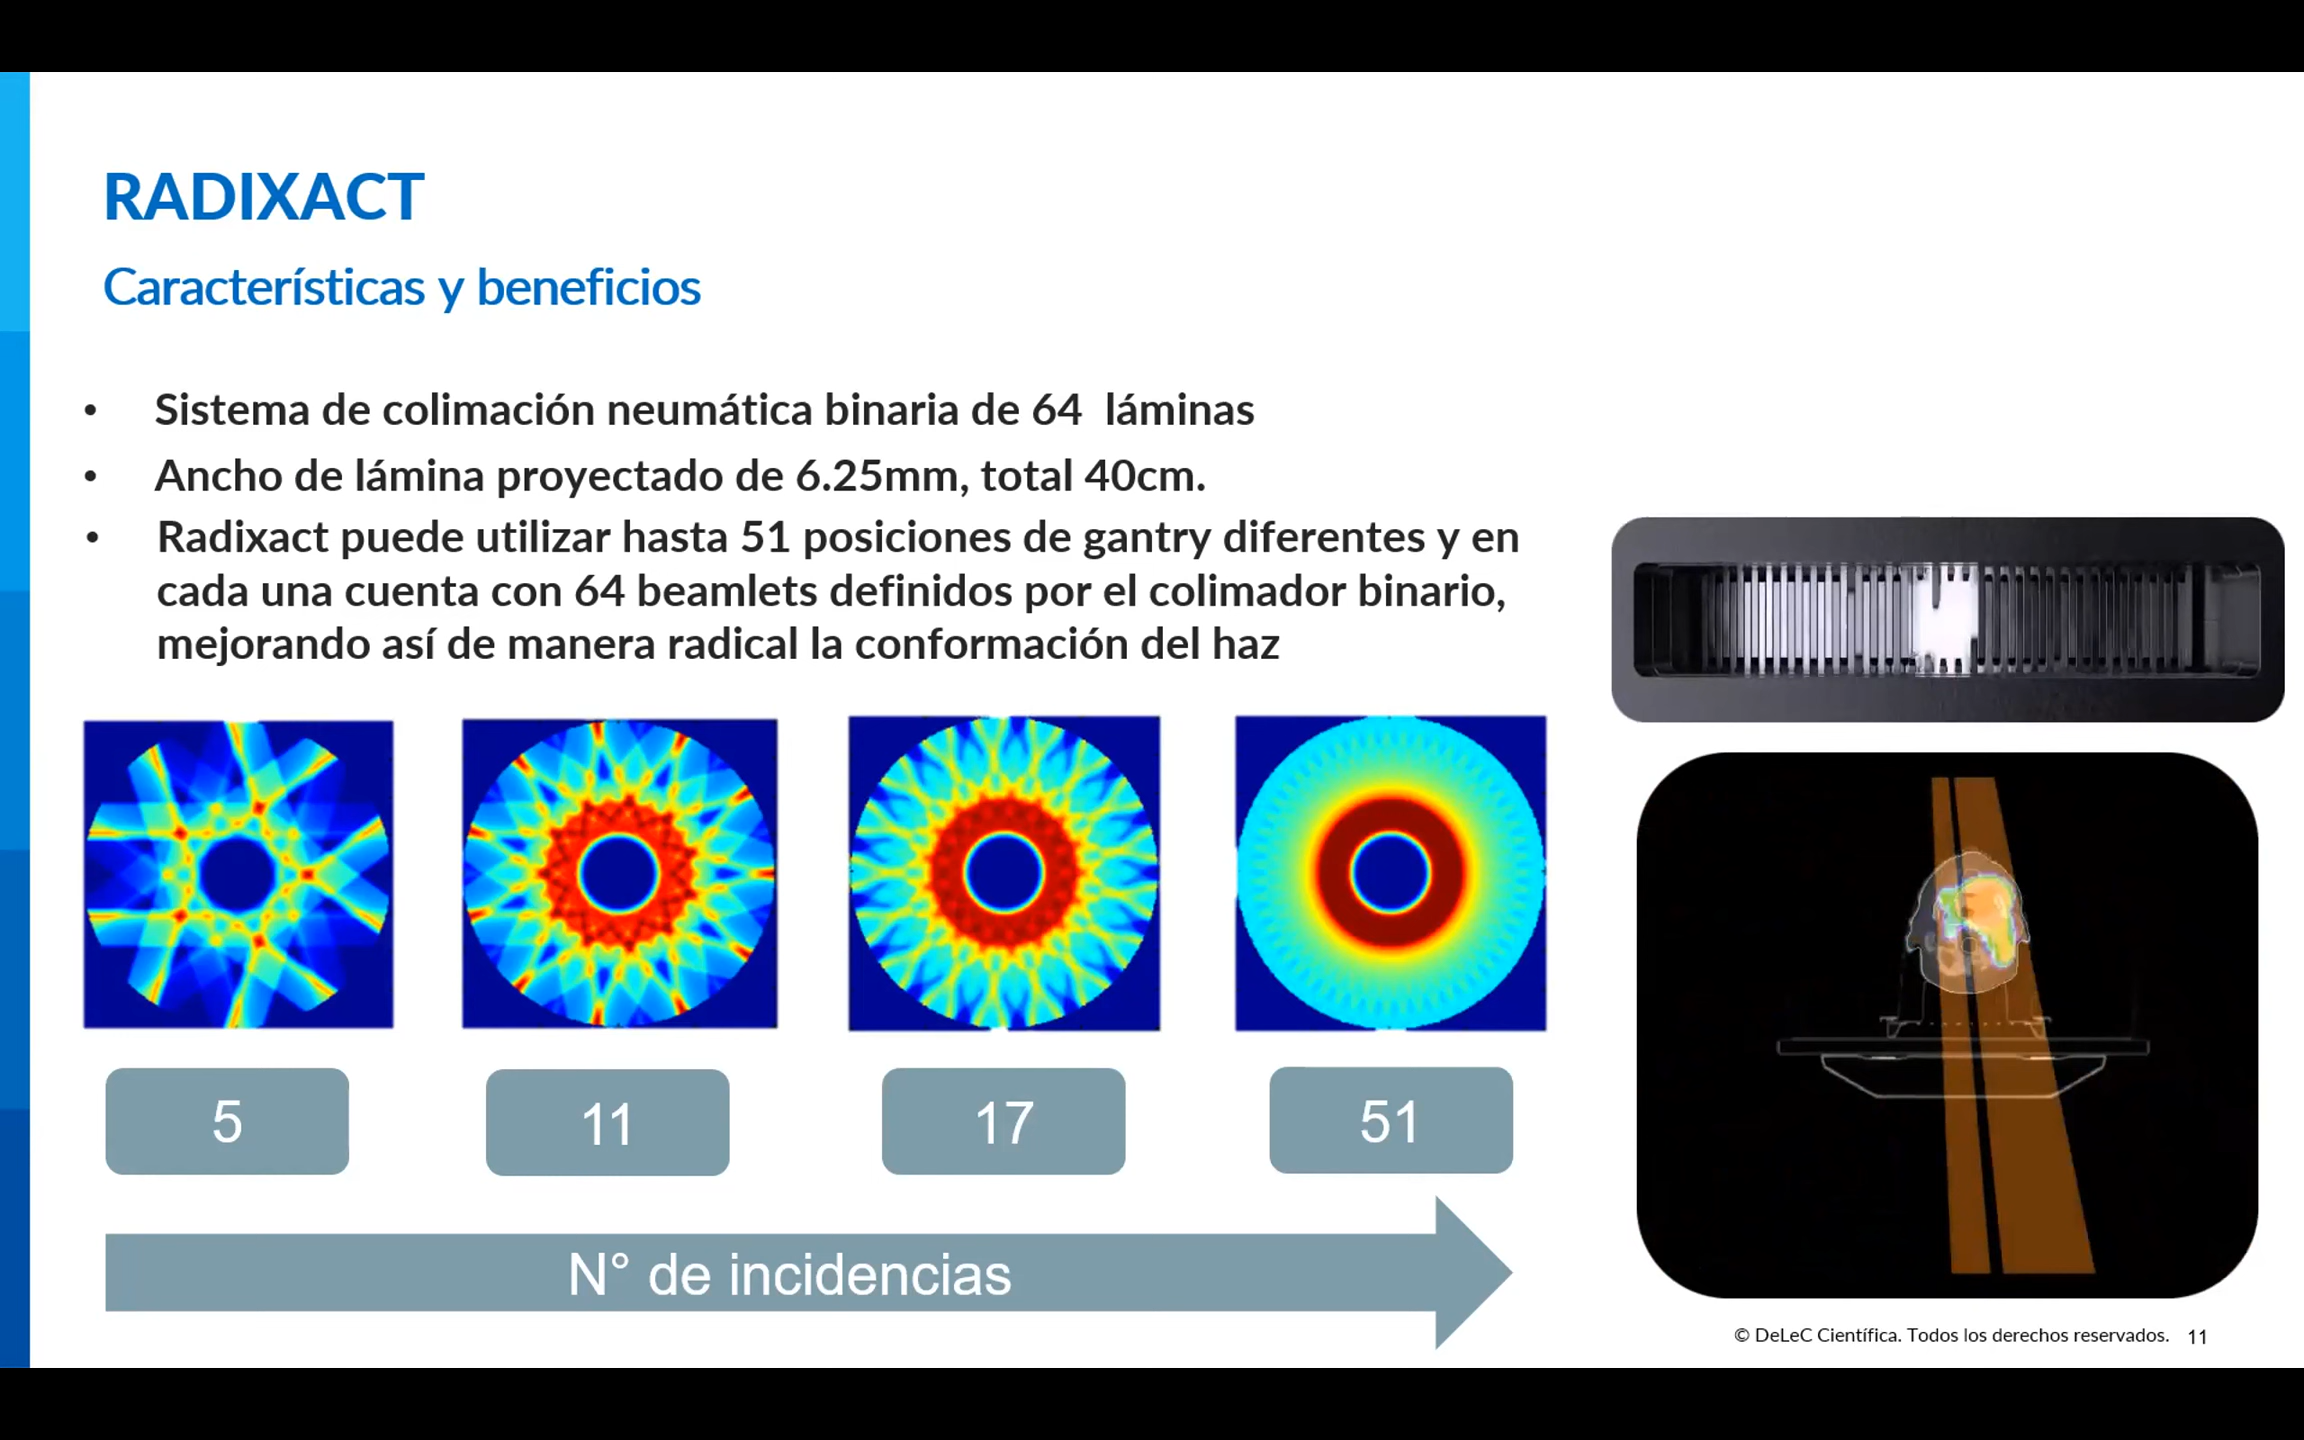 RADIXACT
Características y beneficios
• Sistema de colimación neumática binaria de 64 láminas
• Ancho de lámina proyectado de 6.25mm, total 40cm.
• Radixact puede utilizar hasta 51 posiciones de gantry diferentes y en
cada una cuenta con 64 beamlets definidos por el colimador binario,
mejorando así de manera radical la conformación del haz
5
11
17
51
N° de incidencias
© DeLeC Científica. Todos los derechos reservados. 11